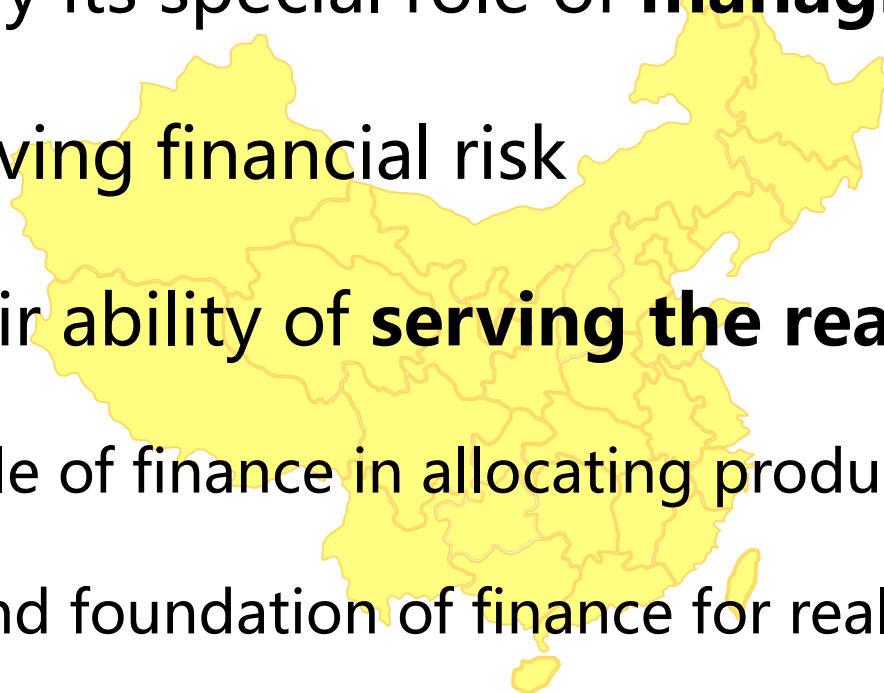 y its special role of managi
ving financial risk
ir ability of serving the rea
le of finance in allocating produ
nd foundation of finance for real